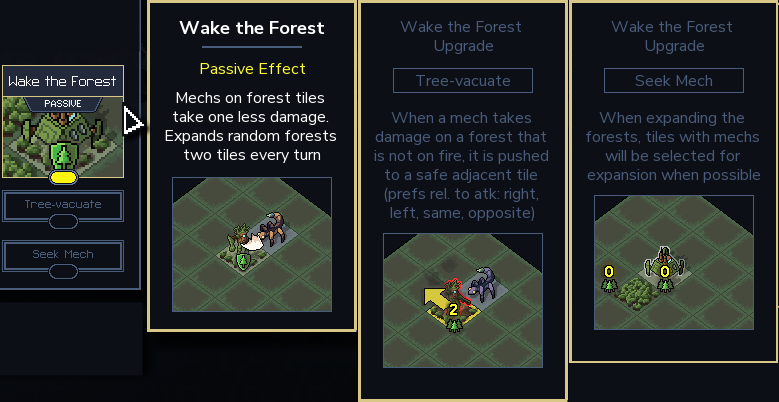 Wake the Forest
PASSIVE
Tree-vacuate
Seek Mech
Wake the Forest
Passive Effect
Mechs on forest tiles
take one less damage.
Expands random forests
two tiles every turn
Wake the Forest
Upgrade
Tree-vacuate
When a mech takes
damage on a forest that
is not on fire, it is pushed
to a safe adjacent tile
(prefs rel. to atk: right,
left, same, opposite)
2
Wake the Forest
Upgrade
Seek Mech
When expanding the
forests, tiles with mechs
will be selected for
expansion when possible
0
0